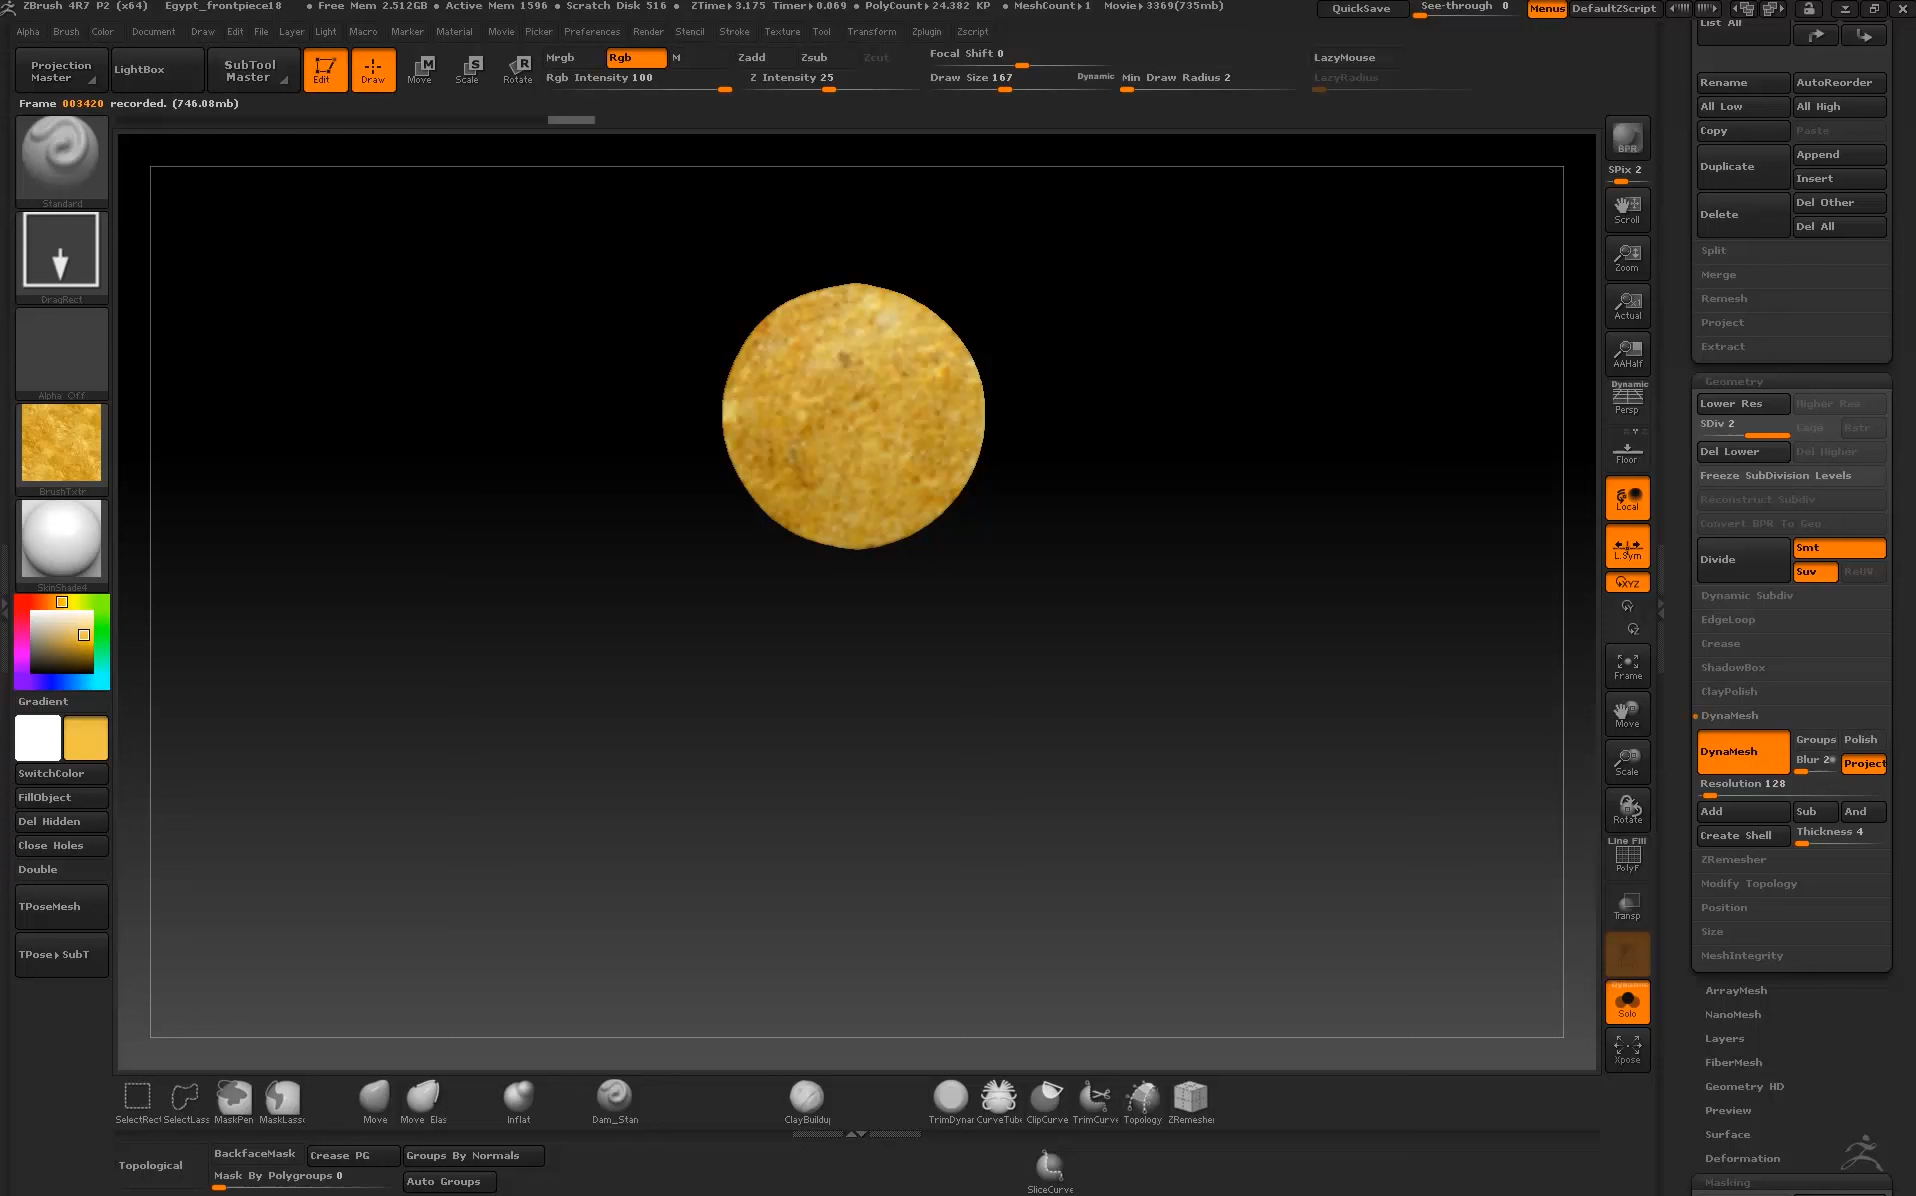 ZBrush 4R7 P2 (x64) Egypt_frontpiece18 • Free Mem 2.512GB • Active Mem 1596 • Scratch Disk 516 • ZTime▸3.175 Timer▸0.069 • PolyCount▸24.382 KP • MeshCount▸1 Movie▸3369(735mb) QuickSave See-through 0 Menus DefaultZScript
Alpha Brush Color Document Draw Edit File Layer Light Macro Marker Material Movie Picker Preferences Render Stencil Stroke Texture Tool Transform Zplugin Zscript
Projection Master
LightBox
SubTool Master
Edit
Draw
Move
Scale
Rotate
Mrgb Rgb M
Rgb Intensity 100
Zadd Zsub Zcut
Z Intensity 25
Focal Shift 0
Draw Size 167
Dynamic
Min Draw Radius 2
LazyMouse
LazyRadius
Frame 003420 recorded. (746.08mb)
Standard
DragRect
Alpha Off
BrushTxtr
SkinShade4
Gradient
SwitchColor
FillObject
Del Hidden
Close Holes
Double
TPoseMesh
TPose▸SubT
BPR
SPix 2
Scroll
Zoom
Actual
AAHalf
Dynamic
Persp
Floor
Local
L.Sym
XYZ
Frame
Move
Scale
Rotate
Line Fill
PolyF
Transp
Dynamic
Solo
Xpose
List All
Rename AutoReorder
All Low All High
Copy Paste
Duplicate Append
Insert
Delete Del Other
Del All
Split
Merge
Remesh
Project
Extract
Geometry
Lower Res Higher Res
SDiv 2 Cage Rstr
Del Lower Del Higher
Freeze SubDivision Levels
Reconstruct Subdiv
Convert BPR To Geo
Divide Smt
Suv ReUV
Dynamic Subdiv
EdgeLoop
Crease
ShadowBox
ClayPolish
DynaMesh
DynaMesh Groups Polish
Blur 2 Project
Resolution 128
Add Sub And
Create Shell Thickness 4
ZRemesher
Modify Topology
Position
Size
MeshIntegrity
ArrayMesh
NanoMesh
Layers
FiberMesh
Geometry HD
Preview
Surface
Deformation
Masking
SelectRect SelectLass MaskPen MaskLasso Move Move Elas Inflat Dam_Stan ClayBuildup TrimDynar CurveTube ClipCurve TrimCurve Topology ZRemesher
Topological
BackfaceMask
Crease PG
Groups By Normals
Mask By Polygroups 0
Auto Groups
SliceCurve